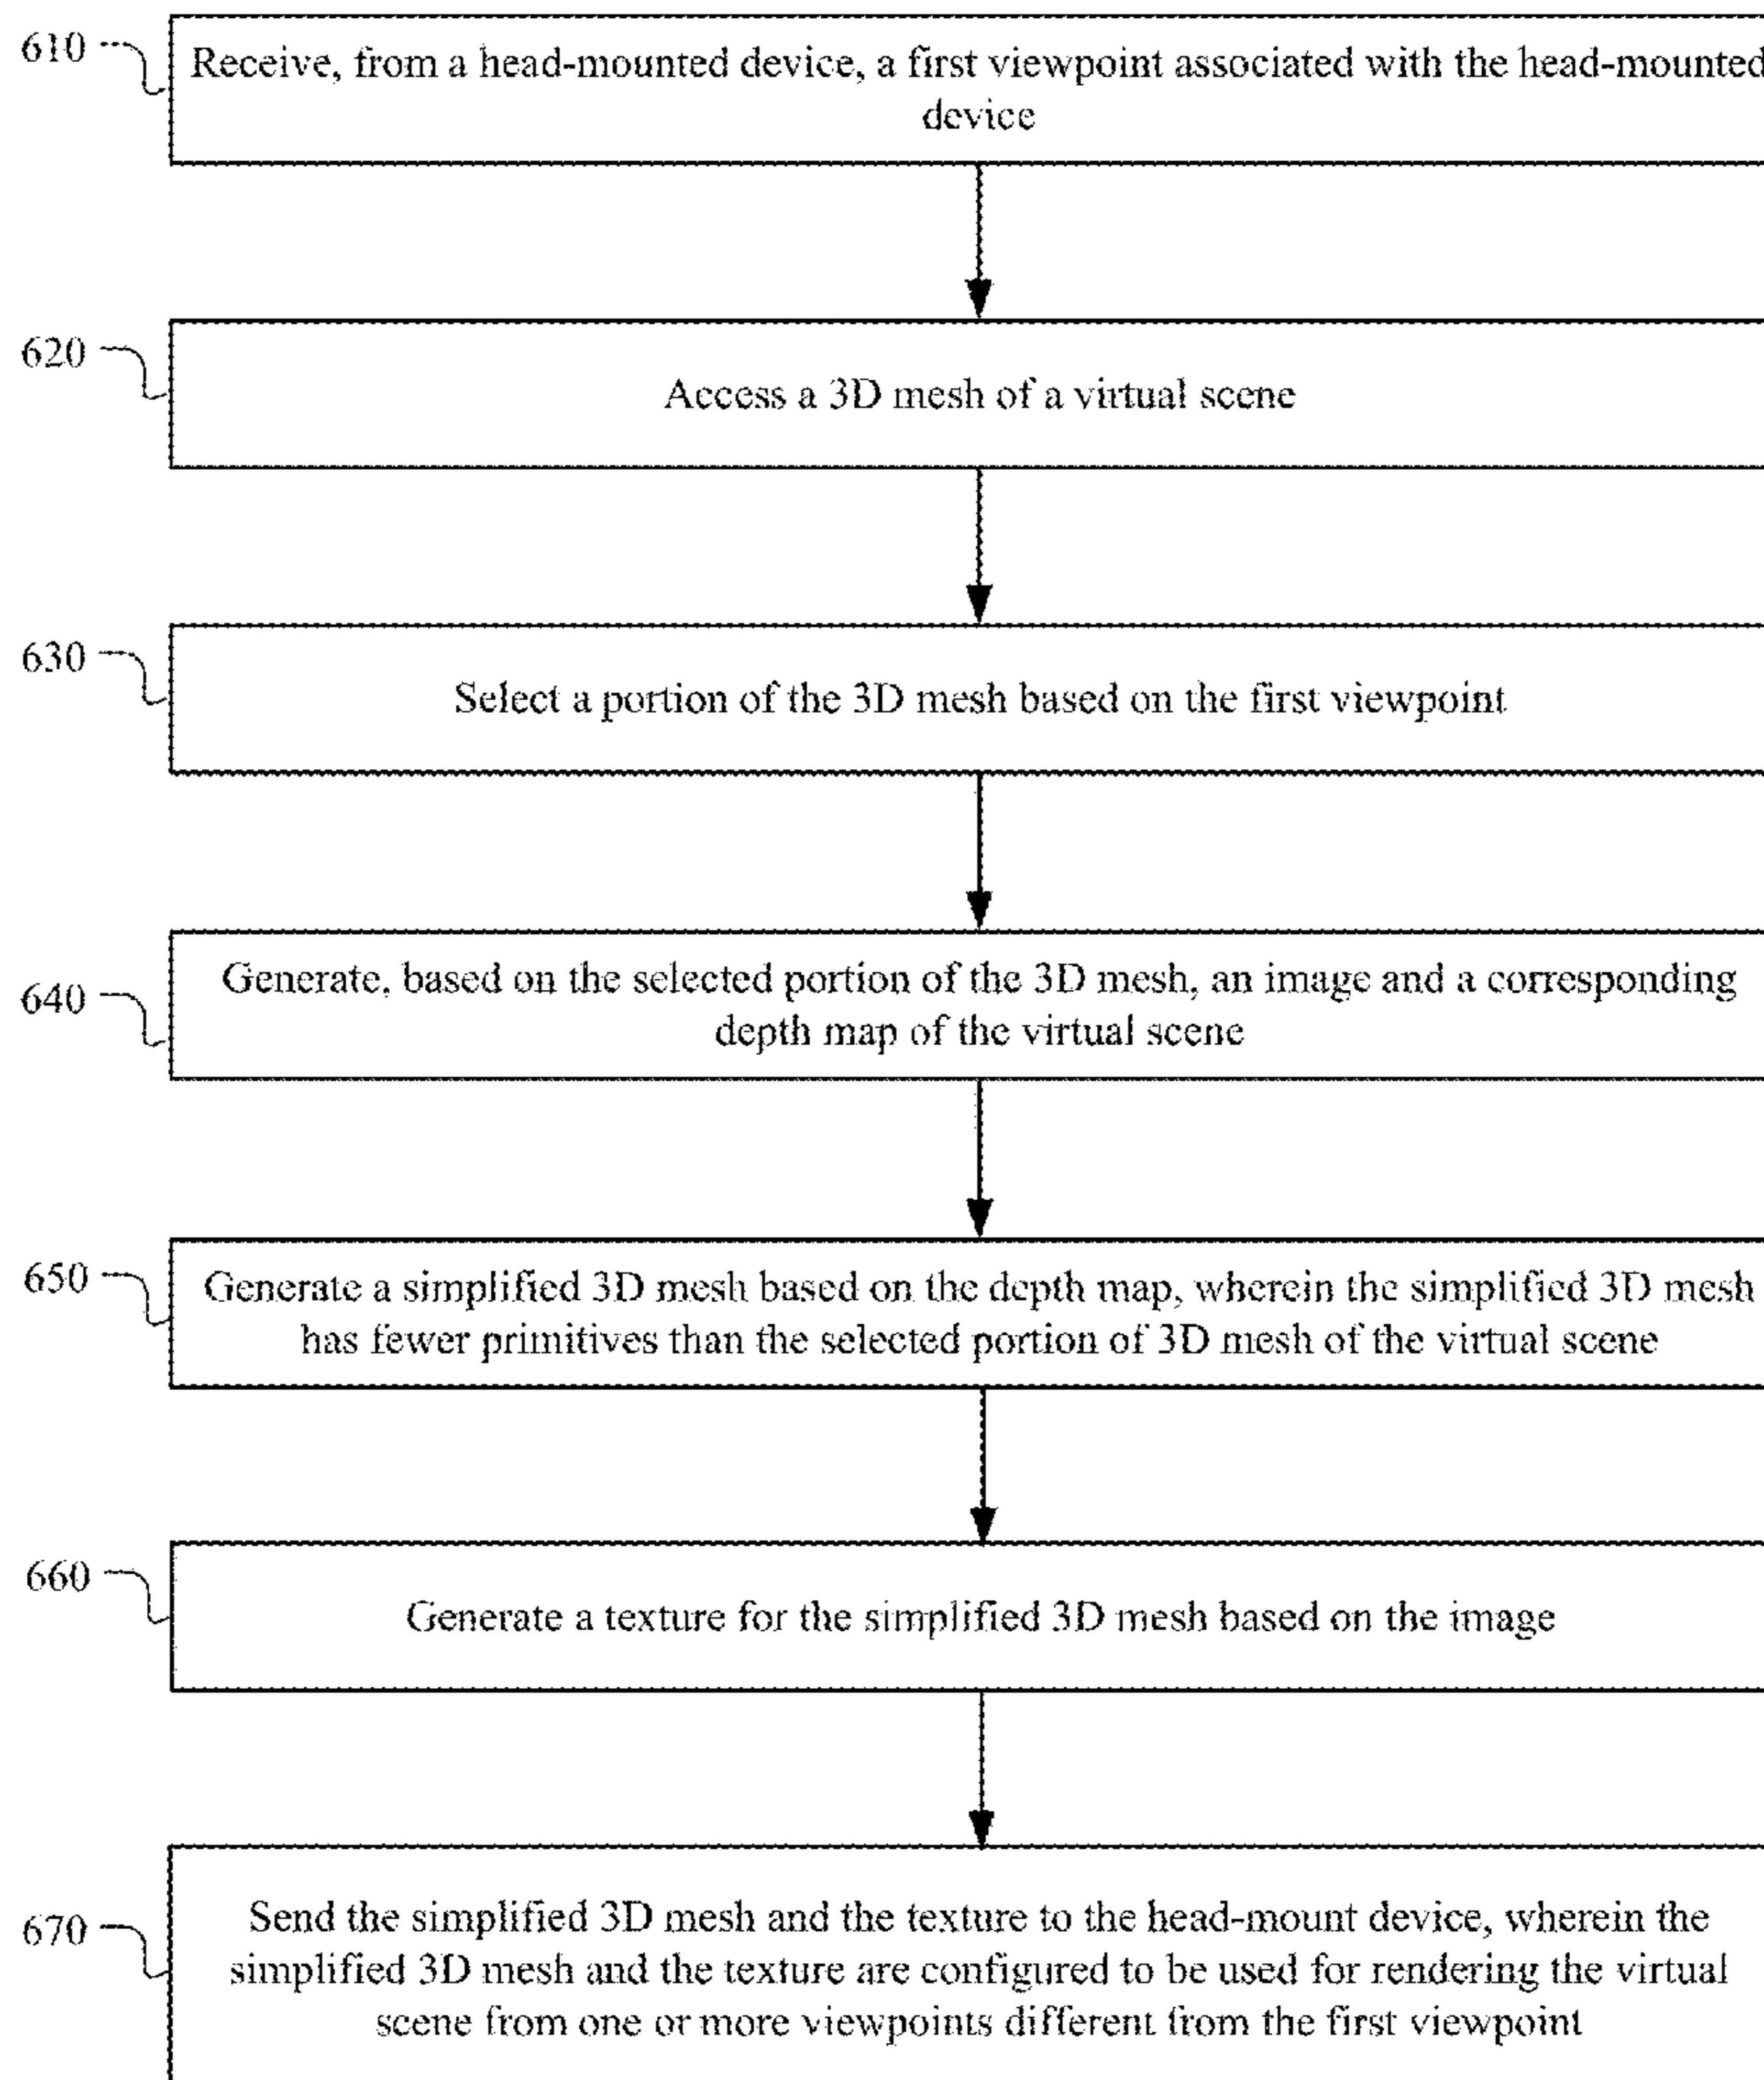 610
Receive, from a head-mounted device, a first viewpoint associated with the head-mounted
device
620
Access a 3D mesh of a virtual scene
630
Select a portion of the 3D mesh based on the first viewpoint
640
Generate, based on the selected portion of the 3D mesh, an image and a corresponding
depth map of the virtual scene
650
Generate a simplified 3D mesh based on the depth map, wherein the simplified 3D mesh
has fewer primitives than the selected portion of 3D mesh of the virtual scene
660
Generate a texture for the simplified 3D mesh based on the image
670
Send the simplified 3D mesh and the texture to the head-mount device, wherein the
simplified 3D mesh and the texture are configured to be used for rendering the virtual
scene from one or more viewpoints different from the first viewpoint